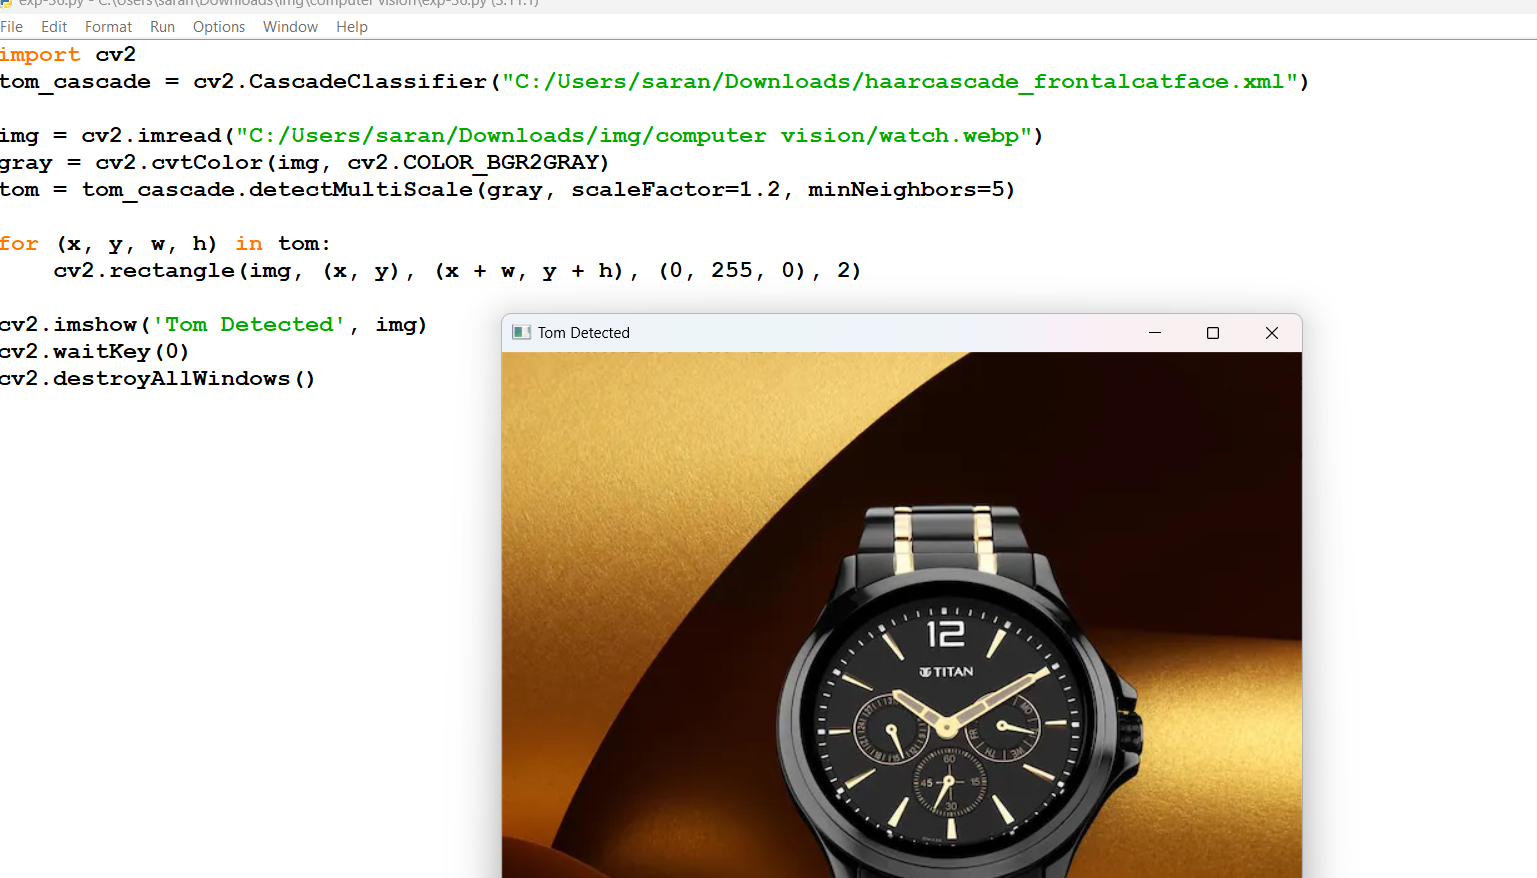 exp-36.py - C:\Users\saran\Downloads\img\computer vision\exp-36.py (3.11.1)
File Edit Format Run Options Window Help
import cv2
tom_cascade = cv2.CascadeClassifier("C:/Users/saran/Downloads/haarcascade_frontalcatface.xml")
img = cv2.imread("C:/Users/saran/Downloads/img/computer vision/watch.webp")
gray = cv2.cvtColor(img, cv2.COLOR_BGR2GRAY)
tom = tom_cascade.detectMultiScale(gray, scaleFactor=1.2, minNeighbors=5)
for (x, y, w, h) in tom:
    cv2.rectangle(img, (x, y), (x + w, y + h), (0, 255, 0), 2)
cv2.imshow('Tom Detected', img)
cv2.waitKey(0)
cv2.destroyAllWindows()
Tom Detected
12
TITAN
MO
FR
TH WE
60
45 15
30